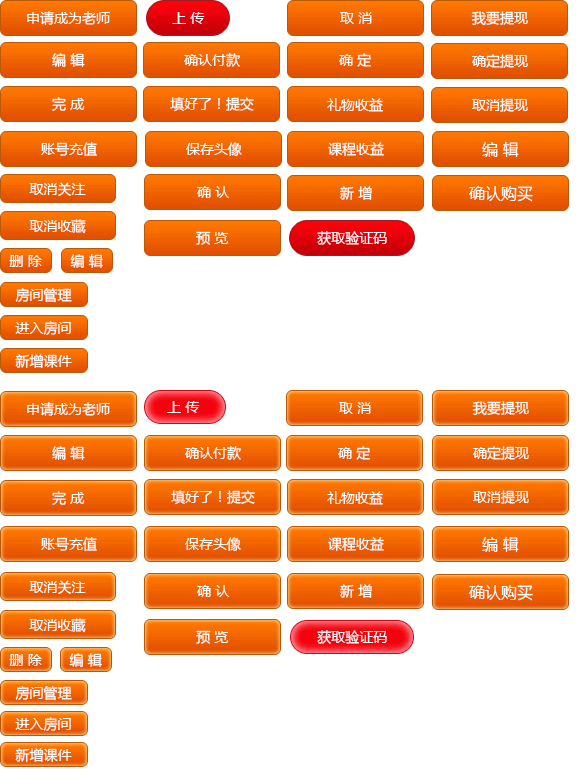 申请成为老师 上 传 取 消 我要提现
编 辑 确认付款 确 定 确定提现
完 成 填好了！提交 礼物收益 取消提现
账号充值 保存头像 课程收益 编 辑
取消关注 确 认 新 增 确认购买
取消收藏 预 览 获取验证码
删 除 编 辑
房间管理
进入房间
新增课件
申请成为老师 上 传 取 消 我要提现
编 辑 确认付款 确 定 确定提现
完 成 填好了！提交 礼物收益 取消提现
账号充值 保存头像 课程收益 编 辑
取消关注 确 认 新 增 确认购买
取消收藏 预 览 获取验证码
删 除 编 辑
房间管理
进入房间
新增课件